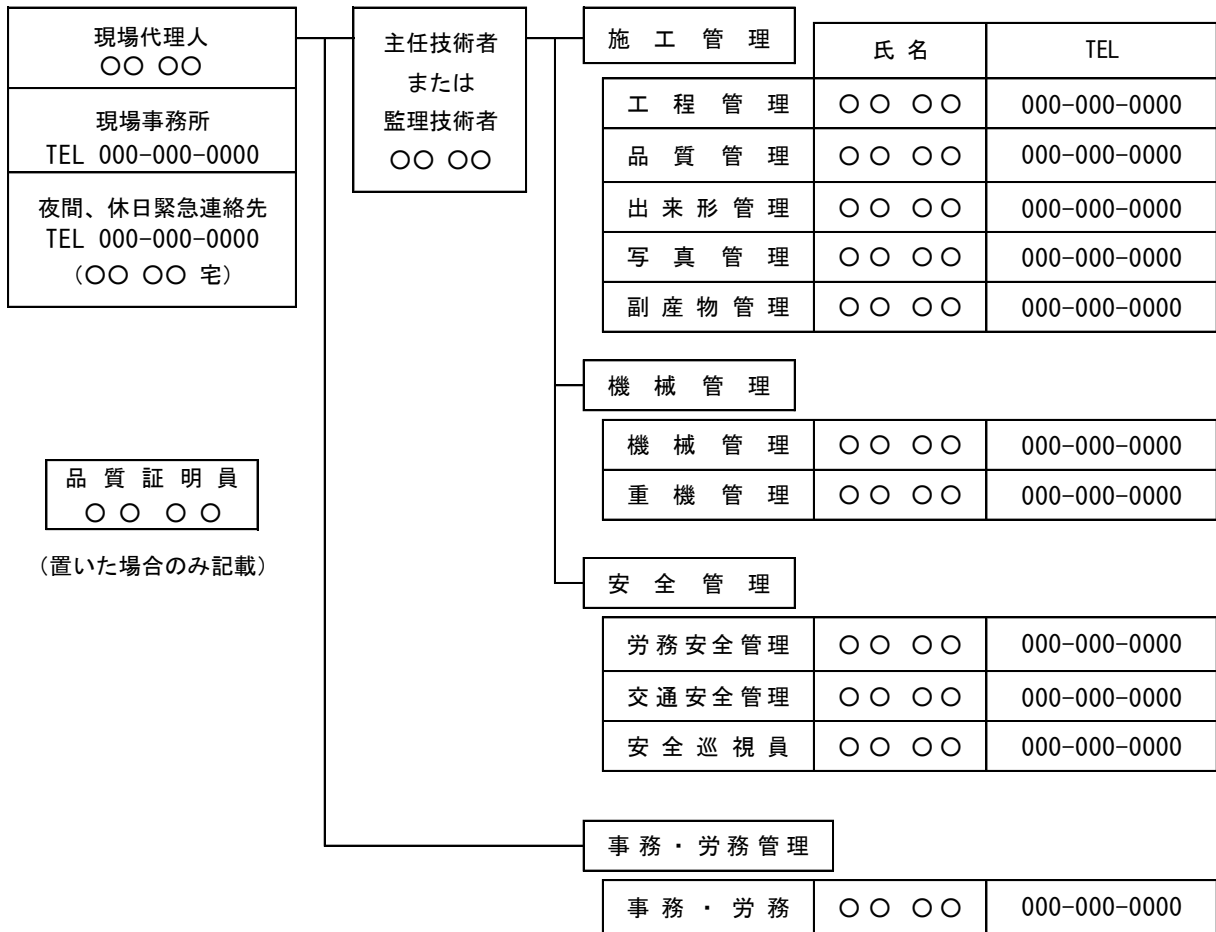 現場代理人
○○ ○○
現場事務所
TEL 000-000-0000
夜間、休日緊急連絡先
TEL 000-000-0000
（○○ ○○ 宅）
主任技術者
または
監理技術者
○○ ○○
品質証明員
○○ ○○
（置いた場合のみ記載）
施工管理
氏名 TEL
工程管理 ○○ ○○ 000-000-0000
品質管理 ○○ ○○ 000-000-0000
出来形管理 ○○ ○○ 000-000-0000
写真管理 ○○ ○○ 000-000-0000
副産物管理 ○○ ○○ 000-000-0000
機械管理
機械管理 ○○ ○○ 000-000-0000
重機管理 ○○ ○○ 000-000-0000
安全管理
労務安全管理 ○○ ○○ 000-000-0000
交通安全管理 ○○ ○○ 000-000-0000
安全巡視員 ○○ ○○ 000-000-0000
事務・労務管理
事務・労務 ○○ ○○ 000-000-0000